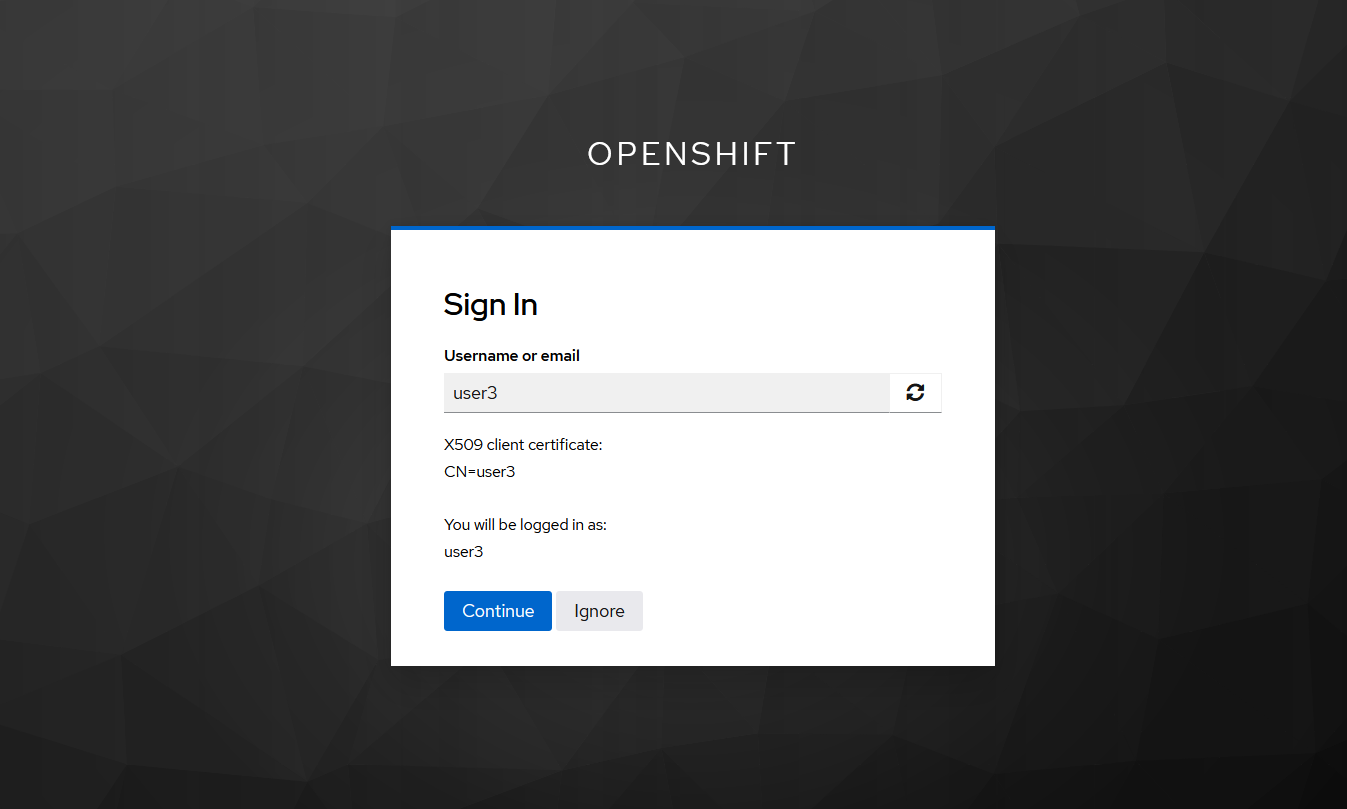 OPENSHIFT
Sign In
Username or email
user3
X509 client certificate:
CN=user3
You will be logged in as:
user3
Continue Ignore